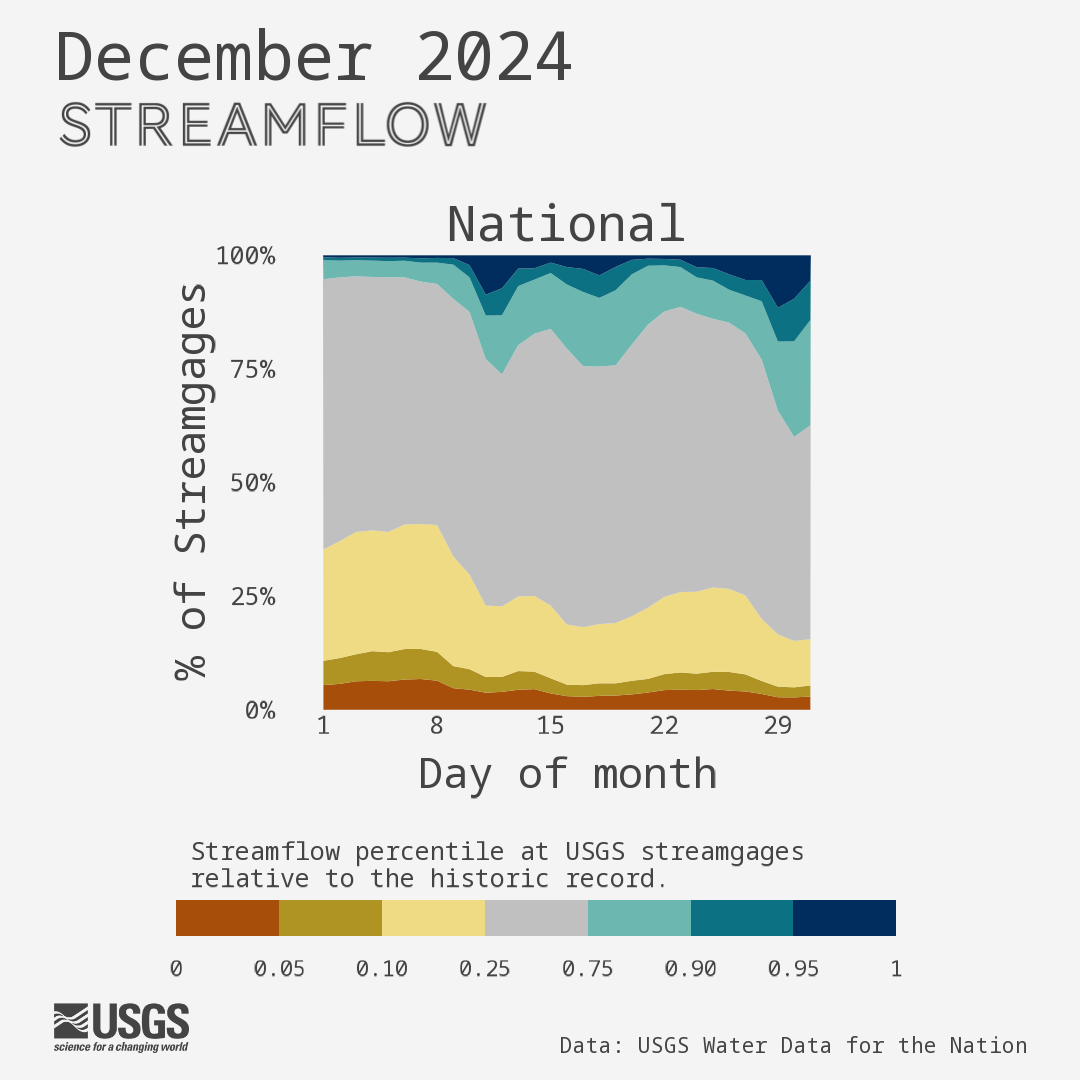 December 2024
STREAMFLOW
National
100%
75%
50%
25%
0%
% of Streamgages
1 8 15 22 29
Day of month
Streamflow percentile at USGS streamgages
relative to the historic record.
0 0.05 0.10 0.25 0.75 0.90 0.95 1
USGS
science for a changing world
Data: USGS Water Data for the Nation